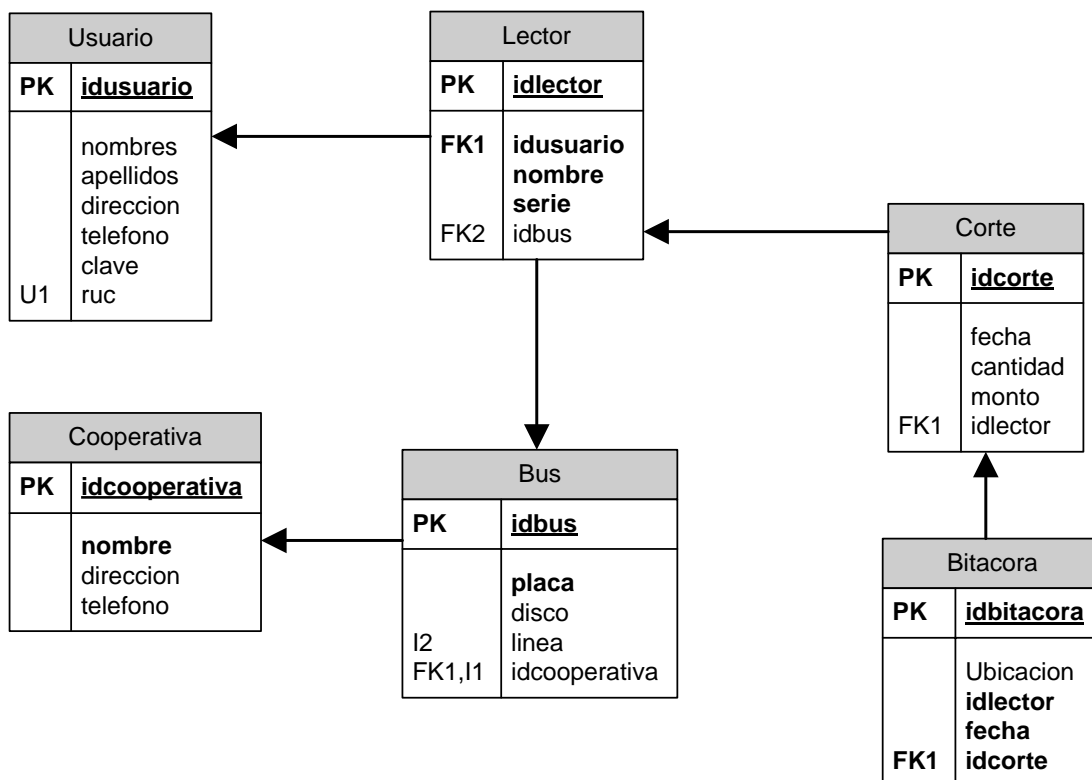 Usuario
PK idusuario
nombres
apellidos
direccion
telefono
clave
U1 ruc
Lector
PK idlector
FK1 idusuario
nombre
serie
FK2 idbus
Corte
PK idcorte
fecha
cantidad
monto
FK1 idlector
Cooperativa
PK idcooperativa
nombre
direccion
telefono
Bus
PK idbus
placa
disco
I2 linea
FK1,I1 idcooperativa
Bitacora
PK idbitacora
Ubicacion
idlector
fecha
FK1 idcorte